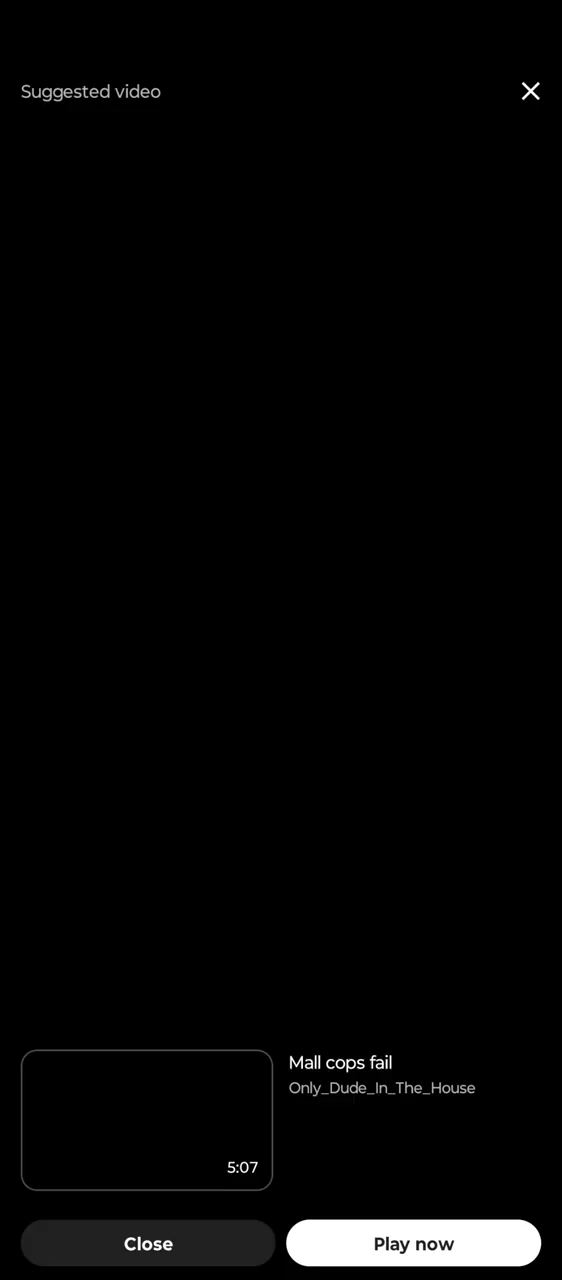 Suggested video
Mall cops fail
Only_Dude_In_The_House
5:07
Close
Play now